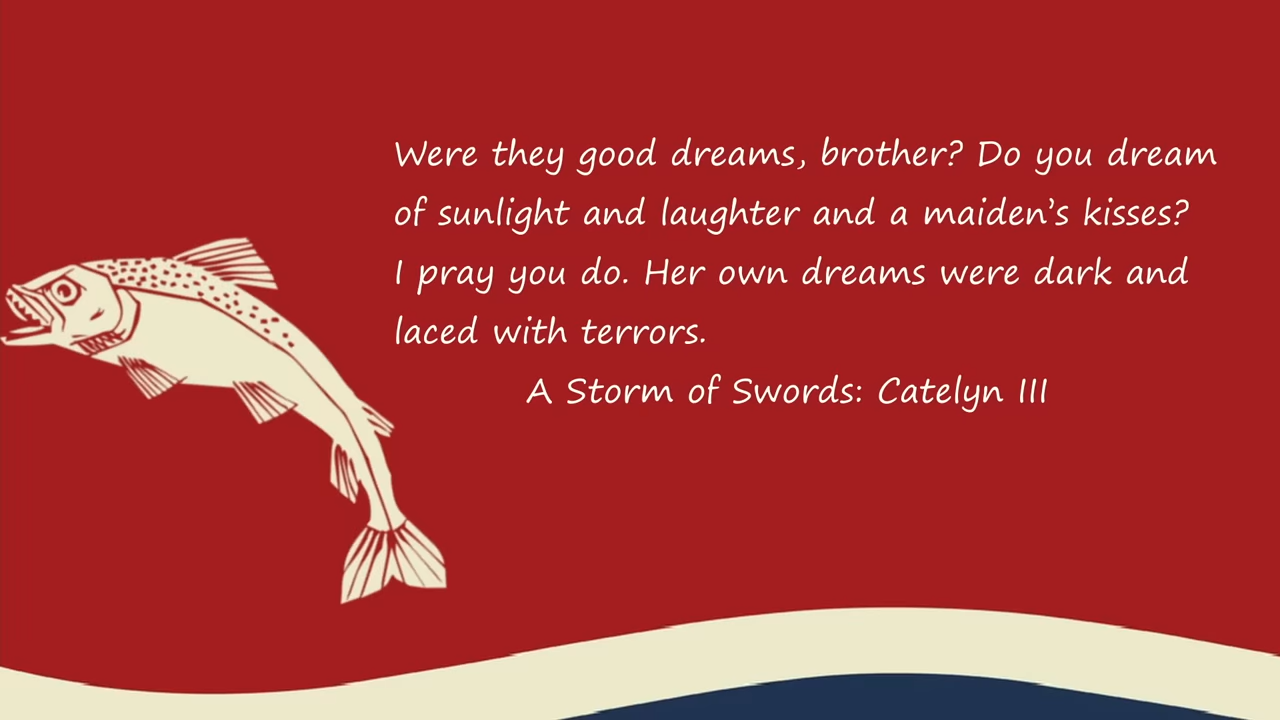 Were they good dreams, brother? Do you dream
of sunlight and laughter and a maiden’s kisses?
I pray you do. Her own dreams were dark and
laced with terrors.
A Storm of Swords: Catelyn III